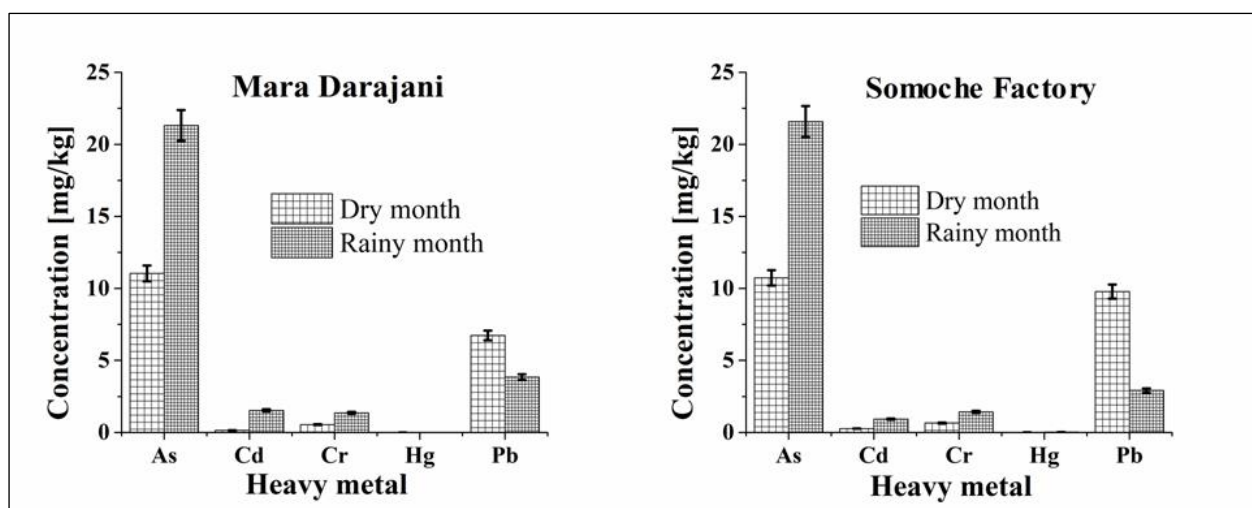 Mara Darajani
Concentration [mg/kg]
25
20
15
10
5
0
Dry month
Rainy month
As Cd Cr Hg Pb
Heavy metal
Somoche Factory
Concentration [mg/kg]
25
20
15
10
5
0
Dry month
Rainy month
As Cd Cr Hg Pb
Heavy metal